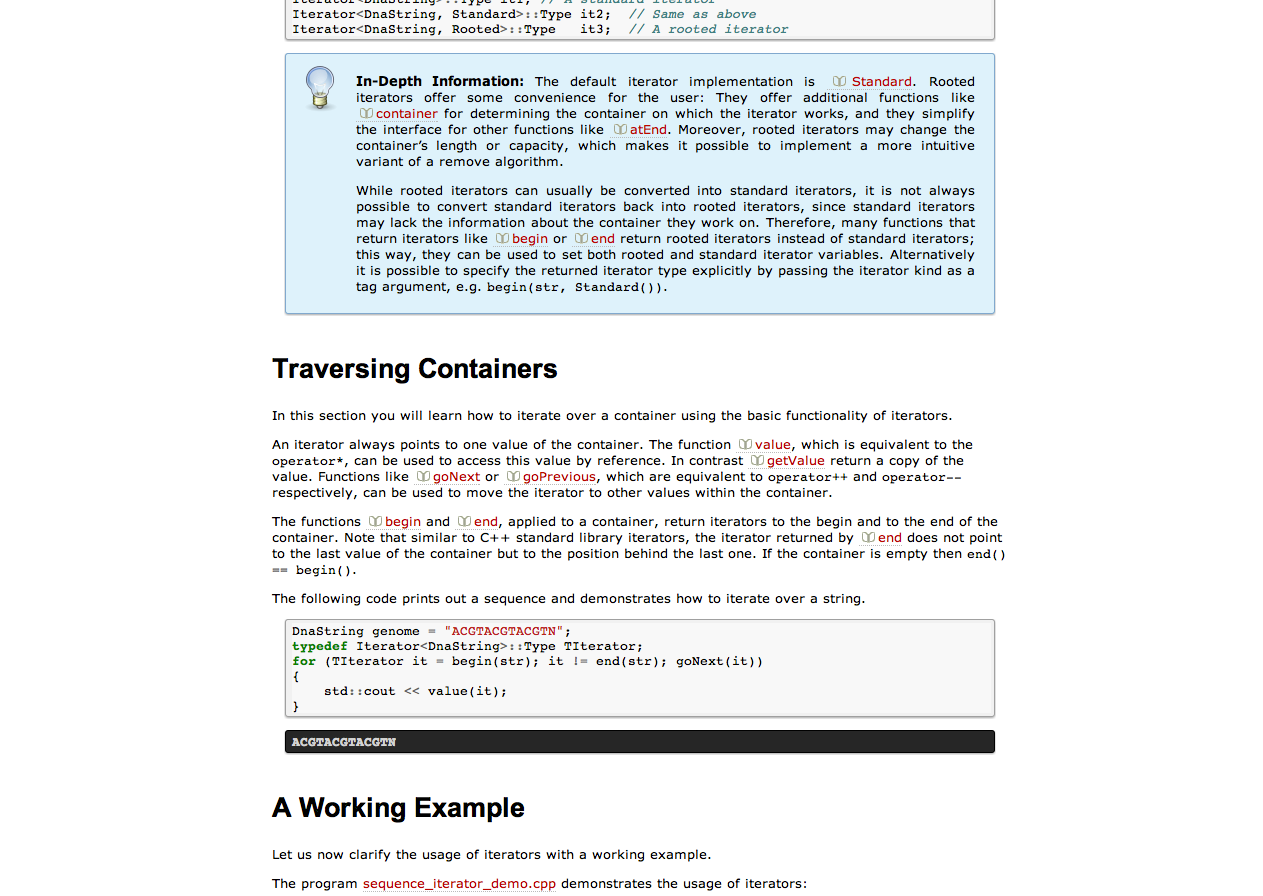 Iterator<DnaString>::Type it1; // A standard iterator
Iterator<DnaString, Standard>::Type it2;  // Same as above
Iterator<DnaString, Rooted>::Type   it3;  // A rooted iterator
In-Depth Information: The default iterator implementation is Standard. Rooted
iterators offer some convenience for the user: They offer additional functions like
container for determining the container on which the iterator works, and they simplify
the interface for other functions like atEnd. Moreover, rooted iterators may change the
container’s length or capacity, which makes it possible to implement a more intuitive
variant of a remove algorithm.
While rooted iterators can usually be converted into standard iterators, it is not always
possible to convert standard iterators back into rooted iterators, since standard iterators
may lack the information about the container they work on. Therefore, many functions that
return iterators like begin or end return rooted iterators instead of standard iterators;
this way, they can be used to set both rooted and standard iterator variables. Alternatively
it is possible to specify the returned iterator type explicitly by passing the iterator kind as a
tag argument, e.g. begin(str, Standard()).
Traversing Containers
In this section you will learn how to iterate over a container using the basic functionality of iterators.
An iterator always points to one value of the container. The function value, which is equivalent to the
operator*, can be used to access this value by reference. In contrast getValue return a copy of the
value. Functions like goNext or goPrevious, which are equivalent to operator++ and operator--
respectively, can be used to move the iterator to other values within the container.
The functions begin and end, applied to a container, return iterators to the begin and to the end of the
container. Note that similar to C++ standard library iterators, the iterator returned by end does not point
to the last value of the container but to the position behind the last one. If the container is empty then end()
== begin().
The following code prints out a sequence and demonstrates how to iterate over a string.
DnaString genome = "ACGTACGTACGTN";
typedef Iterator<DnaString>::Type TIterator;
for (TIterator it = begin(str); it != end(str); goNext(it))
{
    std::cout << value(it);
}
ACGTACGTACGTN
A Working Example
Let us now clarify the usage of iterators with a working example.
The program sequence_iterator_demo.cpp demonstrates the usage of iterators: